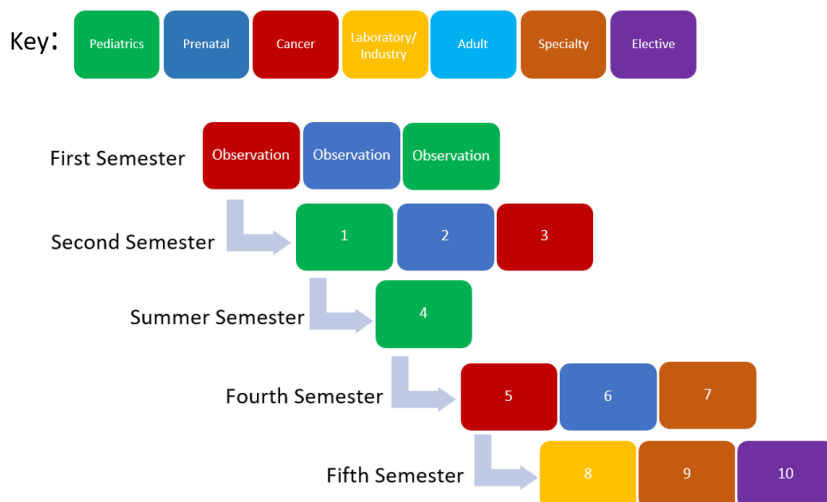 Key:
Pediatrics
Prenatal
Cancer
Laboratory/
Industry
Adult
Specialty
Elective
First Semester
Observation
Observation
Observation
Second Semester
1
2
3
Summer Semester
4
Fourth Semester
5
6
7
Fifth Semester
8
9
10